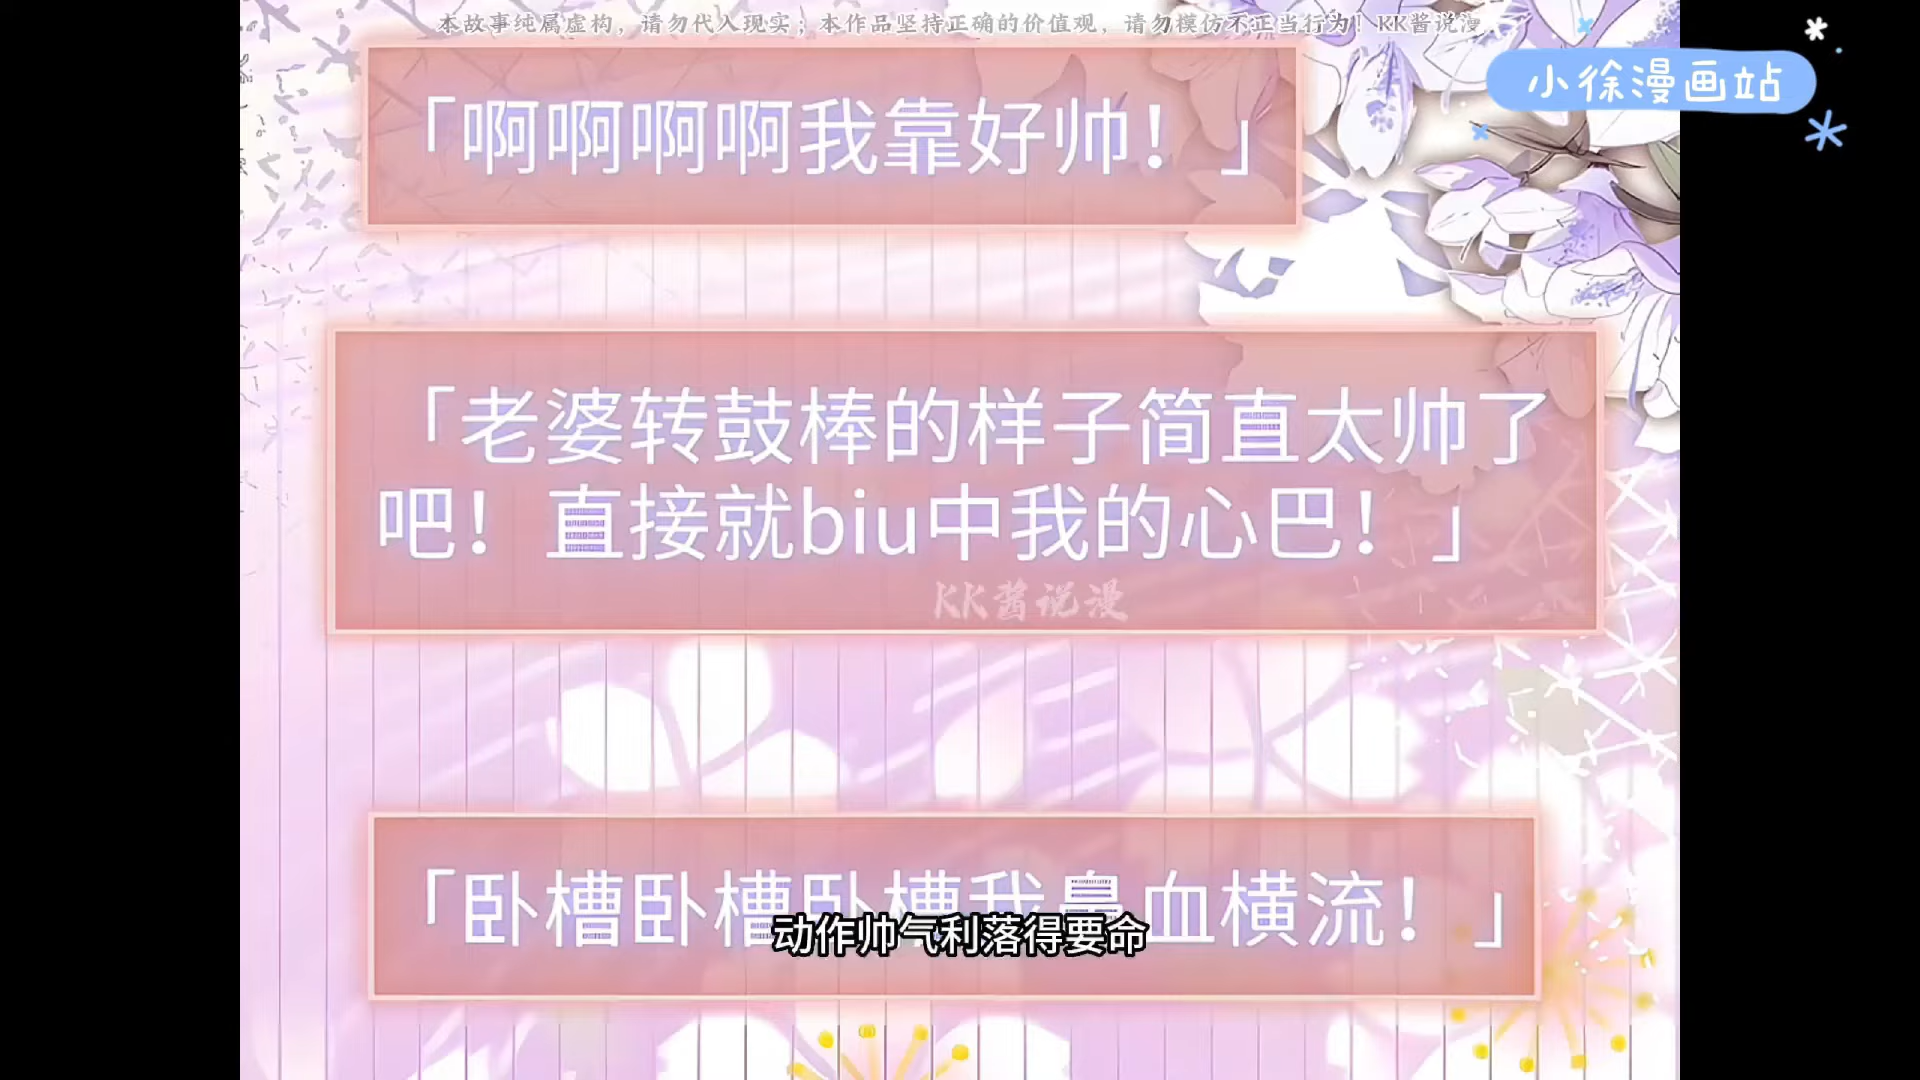 本故事纯属虚构，请勿代入现实；本作品坚持正确的价值观，请勿模仿不正当行为！KK酱说漫
小徐漫画站
「啊啊啊啊我靠好帅！」
「老婆转鼓棒的样子简直太帅了
吧！直接就biu中我的心巴！」
KK酱说漫
「卧槽卧槽卧槽我鼻血横流！」
动作帅气利落得要命